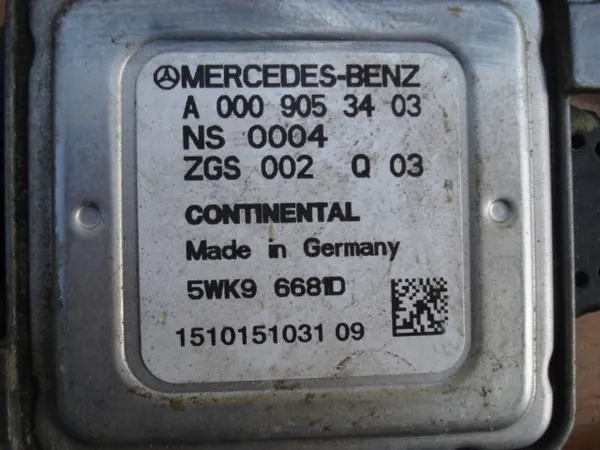 MERCEDES-BENZ
A 000 905 34 03
NS 0004
ZGS 002 Q 03
CONTINENTAL
Made in Germany
5WK9 6681D
1510151031 09